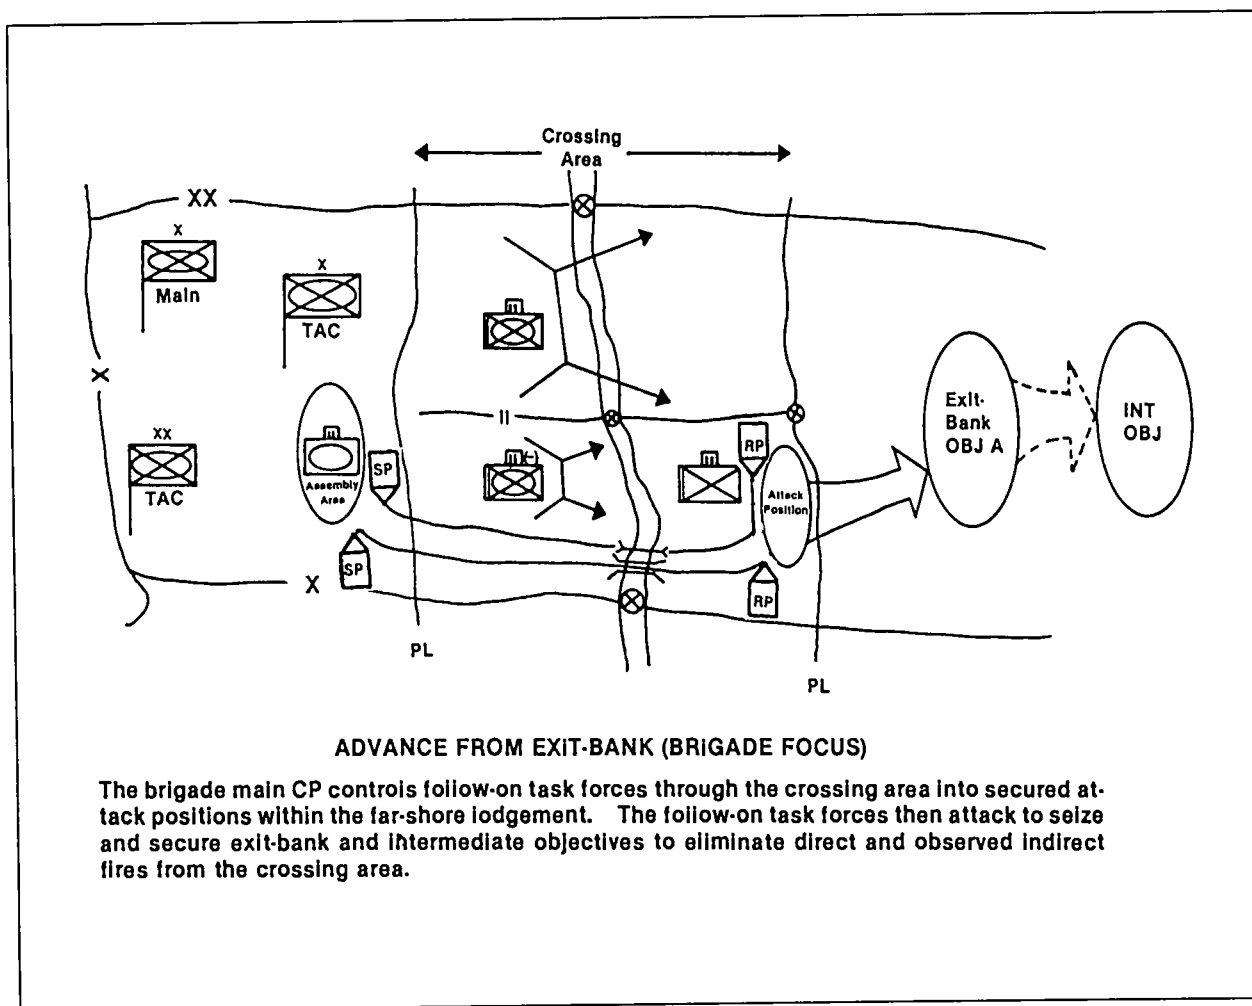 Crossing
Area
XX
X
Main
X
TAC
X
XX
TAC
II
Assembly
Area
SP
SP
X
II
II
II (-)
II
RP
Attack
Position
RP
Exit-
Bank
OBJ A
INT
OBJ
PL
PL
ADVANCE FROM EXIT-BANK (BRIGADE FOCUS)
The brigade main CP controls follow-on task forces through the crossing area into secured at-
tack positions within the far-shore lodgement. The follow-on task forces then attack to seize
and secure exit-bank and intermediate objectives to eliminate direct and observed indirect
fires from the crossing area.